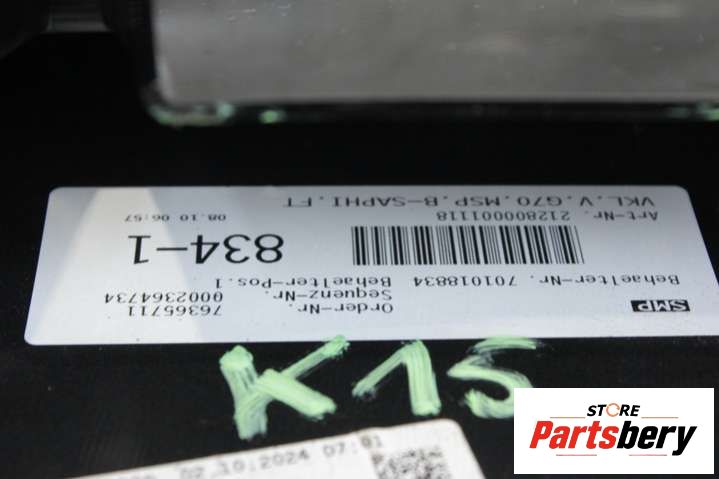 SMP
Order-Nr. 76365711
Sequenz-Nr. 0002364734
Behaelter-Nr. 701018834 Behaelter-Pos.1
834-1
Art-Nr. 212800001118 08.10 06:57
VKL.V.G70.MSP.B-SAPHI.FT
K15
02.10.2024 07:01
STORE
Partsbery